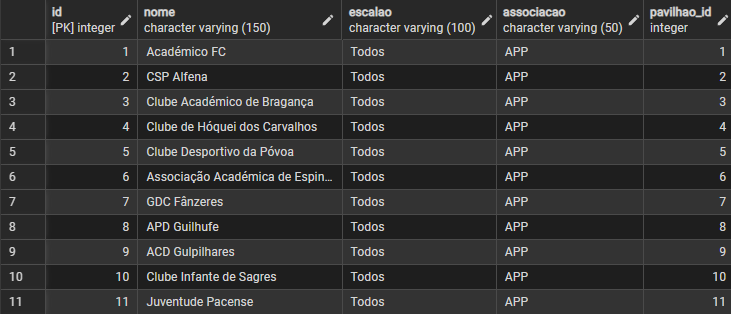 id nome escalao associacao pavilhao_id
[PK] integer character varying (150) character varying (100) character varying (50) integer
1 1 Académico FC Todos APP 1
2 2 CSP Alfena Todos APP 2
3 3 Clube Académico de Bragança Todos APP 3
4 4 Clube de Hóquei dos Carvalhos Todos APP 4
5 5 Clube Desportivo da Póvoa Todos APP 5
6 6 Associação Académica de Espin... Todos APP 6
7 7 GDC Fânzeres Todos APP 7
8 8 APD Guilhufe Todos APP 8
9 9 ACD Gulpilhares Todos APP 9
10 10 Clube Infante de Sagres Todos APP 10
11 11 Juventude Pacense Todos APP 11